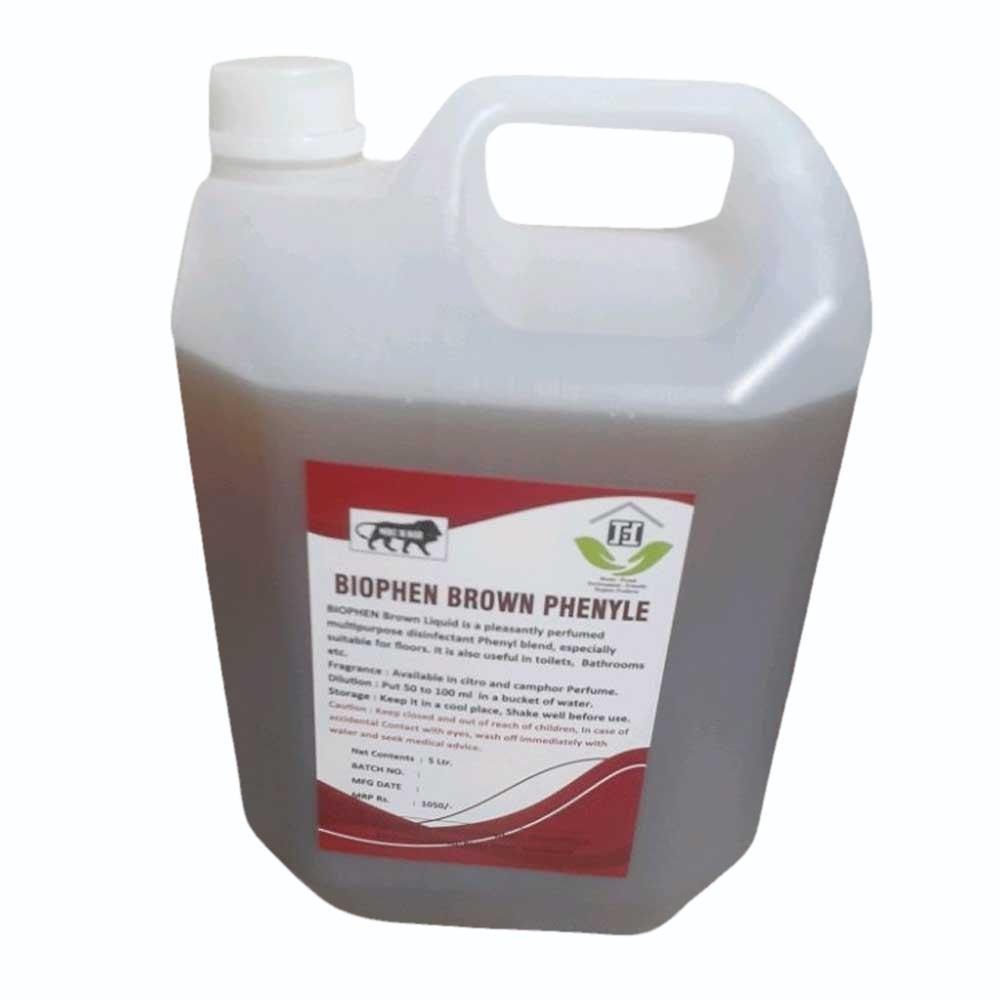 BIOPHEN BROWN PHENYLE
BIOPHEN Brown Liquid is a pleasantly perfumed
multipurpose disinfectant Phenyl blend, especially
suitable for floors. It is also useful in toilets, Bathrooms
etc.
Fragrance : Available in citro and camphor Perfume.
Dilution : Put 50 to 100 ml in a bucket of water.
Storage : Keep it in a cool place, Shake well before use.
Caution : Keep closed and out of reach of children, In case of
accidental Contact with eyes, wash off immediately with
water and seek medical advice.
Net Contents : 5 Ltr.
BATCH NO. :
MFG DATE :
MRP Rs. : 1050/-